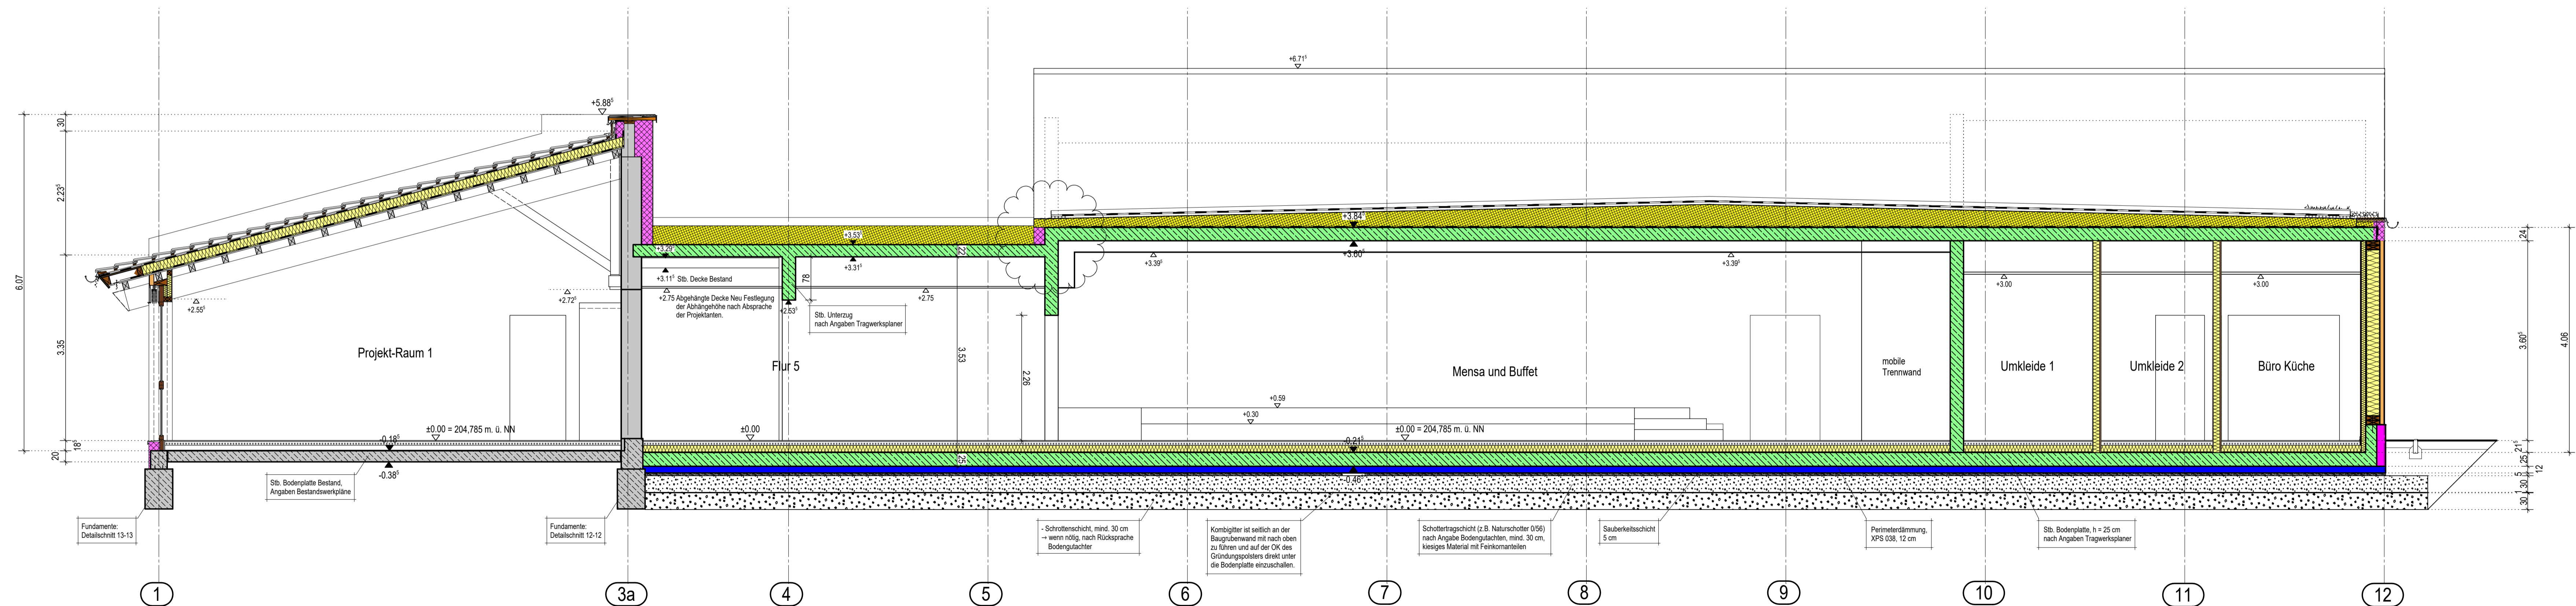 +6.71⁵
+5.88⁵
30
2.23⁵
6.07
3.35
18⁵
20
+2.55⁵
+2.72⁵
Projekt-Raum 1
±0.00 = 204,785 m. ü. NN
-0.18⁵
-0.38⁵
Stb. Bodenplatte Bestand,
Angaben Bestandswerkpläne
Fundamente:
Detailschnitt 13-13
Fundamente:
Detailschnitt 12-12
+3.29⁵
+3.11⁵ Stb. Decke Bestand
+2.75 Abgehängte Decke Neu Festlegung
der Abhängehöhe nach Absprache
der Projektanten.
+3.53⁵
+3.31⁵
22
78
+2.53⁵
+2.75
Stb. Unterzug
nach Angaben Tragwerksplaner
Flur 5
3.53
2.26
±0.00
25
+3.84⁵
+3.60⁵
+3.39⁵
+3.39⁵
Mensa und Buffet
+0.59
+0.30
±0.00 = 204,785 m. ü. NN
-0.21⁵
-0.46⁵
mobile
Trennwand
+3.00
+3.00
Umkleide 1
Umkleide 2
Büro Küche
24
3.60⁵
4.06
21⁵
25
12
5
30
1
30
- Schrottenschicht, mind. 30 cm
→ wenn nötig, nach Rücksprache
Bodengutachter
Kombigitter ist seitlich an der
Baugrubenwand mit nach oben
zu führen und auf der OK des
Gründungspolsters direkt unter
die Bodenplatte einzuschallen.
Schottertragschicht (z.B. Naturschotter 0/56)
nach Angabe Bodengutachten, mind. 30 cm,
kiesiges Material mit Feinkornanteilen
Sauberkeitsschicht
5 cm
Perimeterdämmung,
XPS 038, 12 cm
Stb. Bodenplatte, h = 25 cm
nach Angaben Tragwerksplaner
1
3a
4
5
6
7
8
9
10
11
12